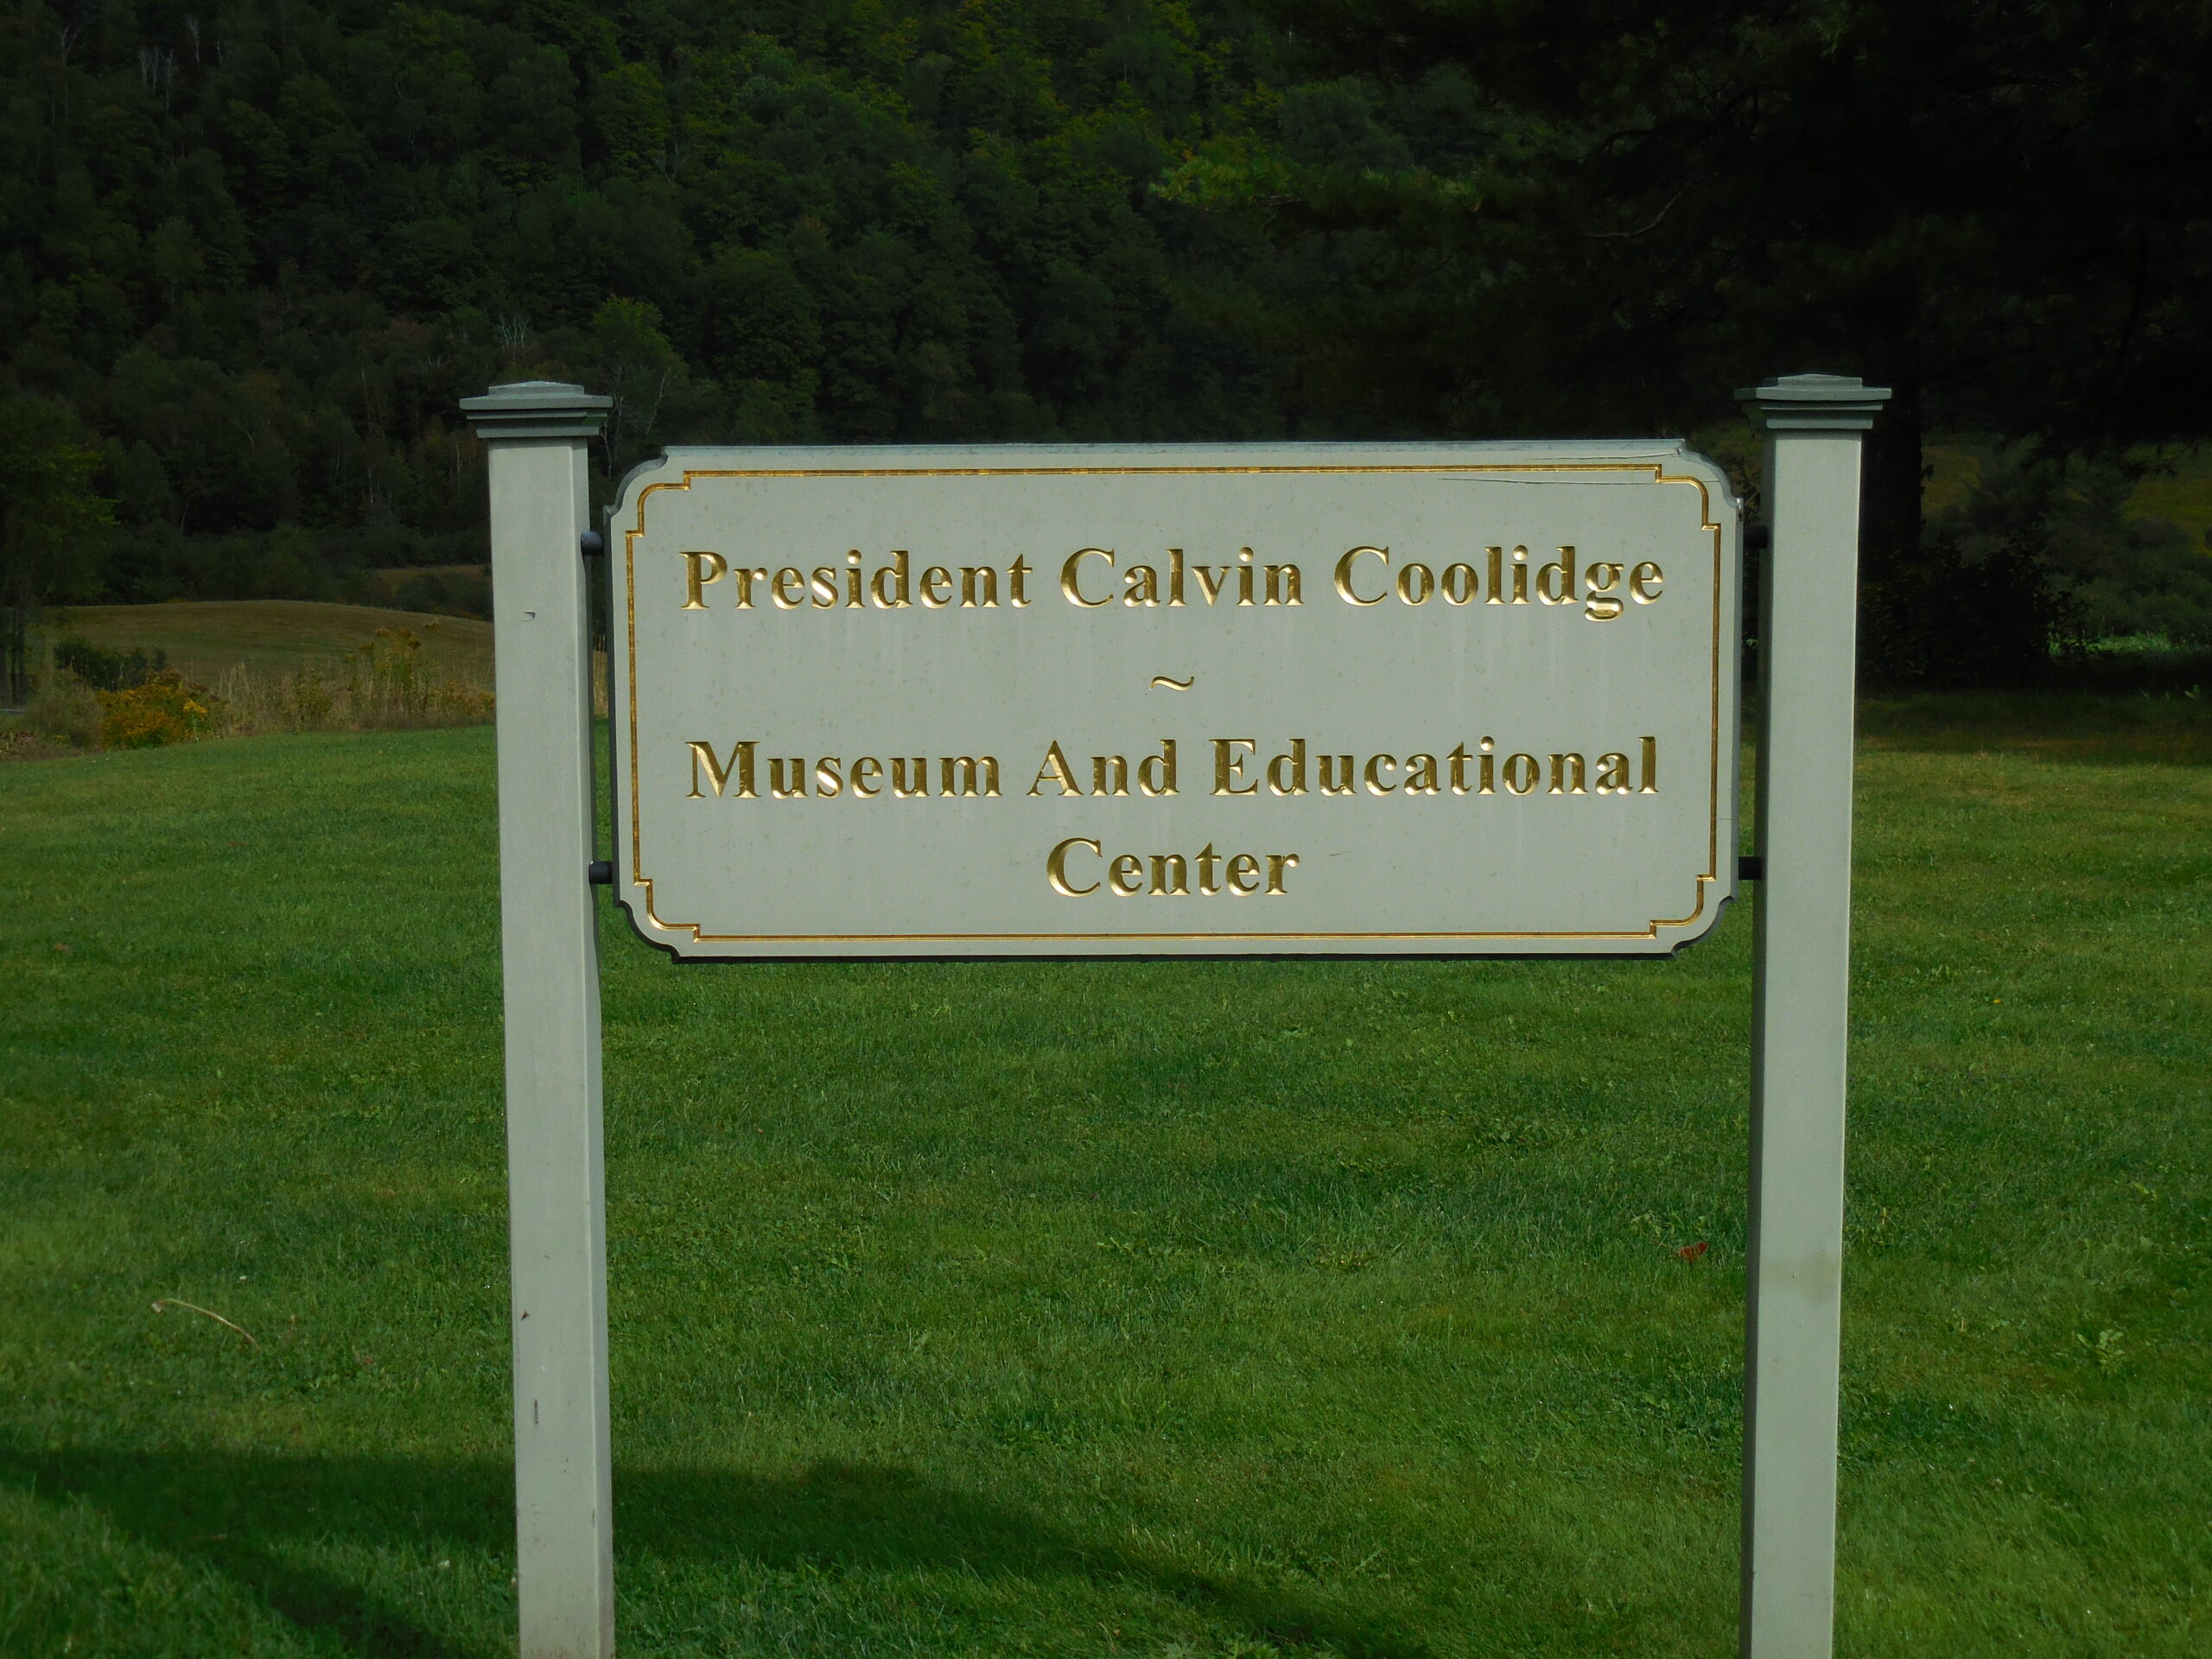 President Calvin Coolidge
~
Museum And Educational
Center